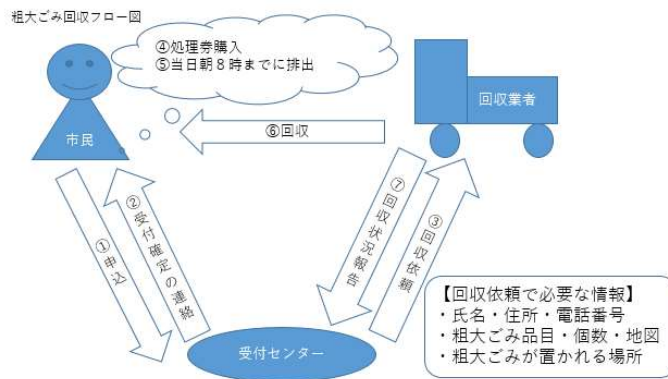 粗大ごみ回収フロー図
④処理券購入
⑤当日朝８時までに排出
市民
回収業者
⑥回収
①申込
②受付確定の連絡
⑦回収状況報告
③回収依頼
受付センター
【回収依頼で必要な情報】
・氏名・住所・電話番号
・粗大ごみ品目・個数・地図
・粗大ごみが置かれる場所